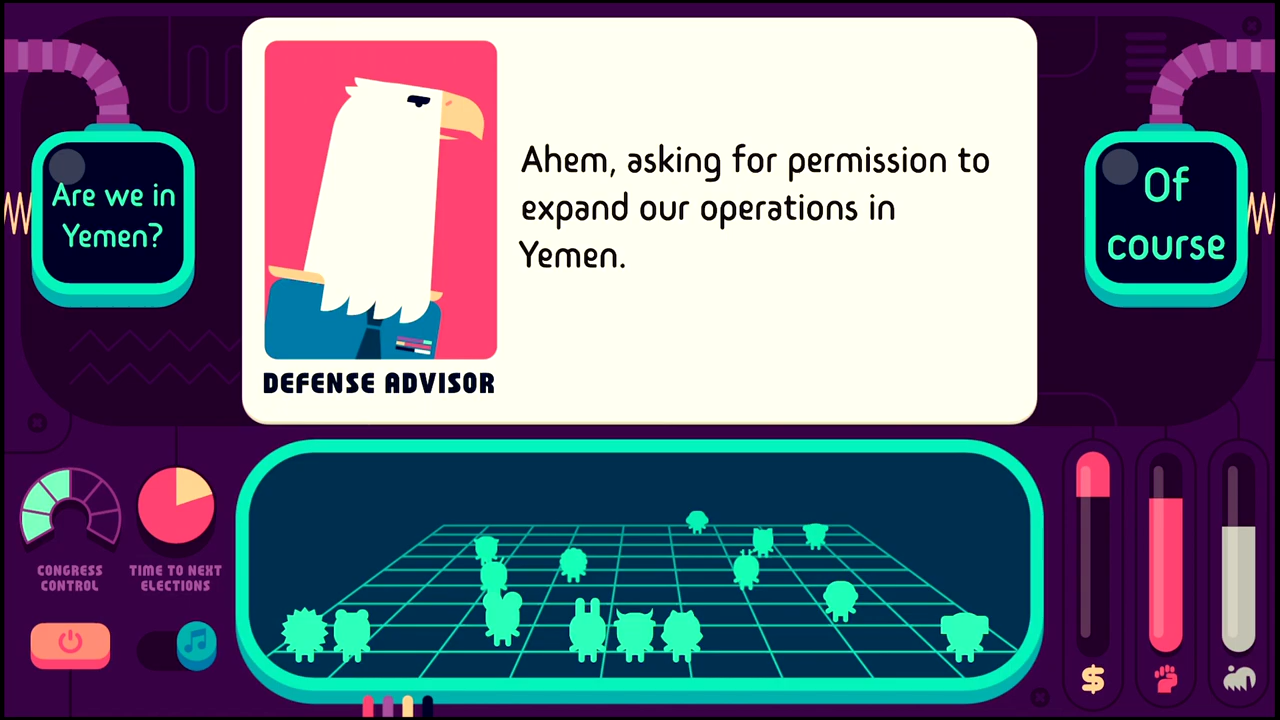 Ahem, asking for permission to
expand our operations in
Yemen.
DEFENSE ADVISOR
Are we in
Yemen?
Of
course
CONGRESS
CONTROL
TIME TO NEXT
ELECTIONS
$